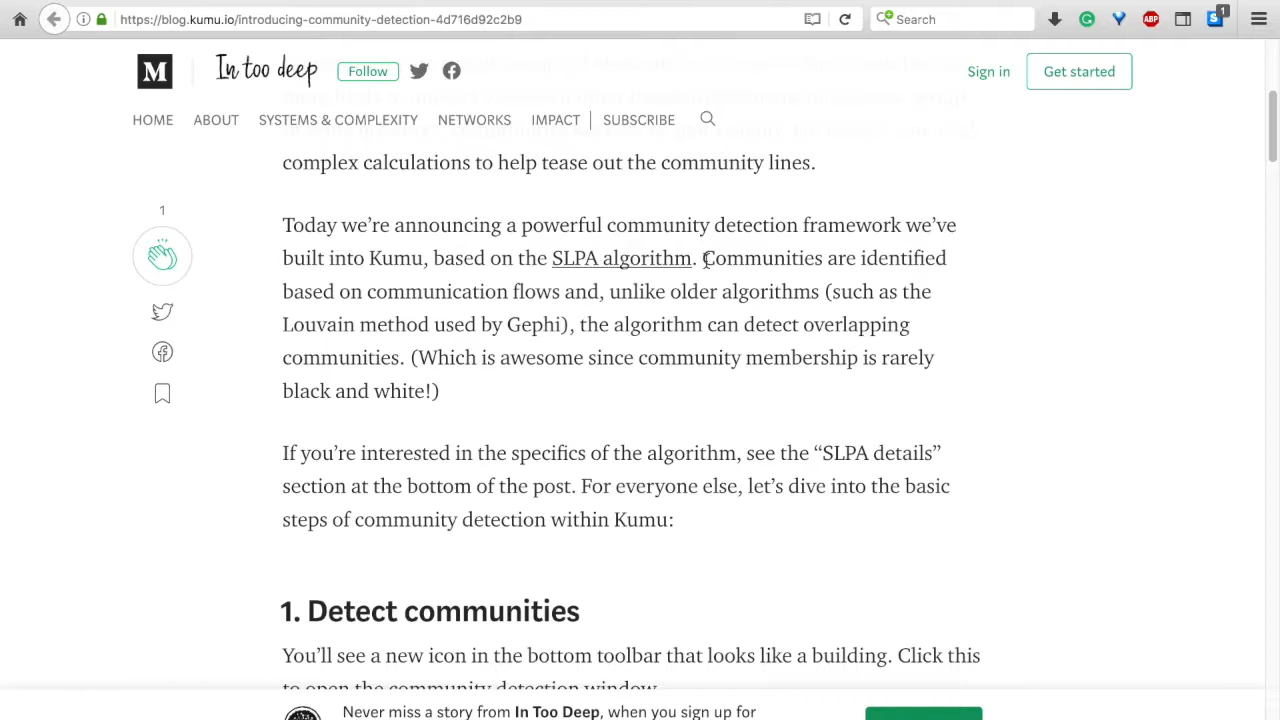 https://blog.kumu.io/introducing-community-detection-4d716d92c2b9
Search
ABP
S
1
M
In too deep
Follow
Sign in
Get started
HOME
ABOUT
SYSTEMS & COMPLEXITY
NETWORKS
IMPACT
SUBSCRIBE
complex calculations to help tease out the community lines.
1
Today we’re announcing a powerful community detection framework we’ve
built into Kumu, based on the SLPA algorithm. Communities are identified
based on communication flows and, unlike older algorithms (such as the
Louvain method used by Gephi), the algorithm can detect overlapping
communities. (Which is awesome since community membership is rarely
black and white!)
If you’re interested in the specifics of the algorithm, see the “SLPA details”
section at the bottom of the post. For everyone else, let’s dive into the basic
steps of community detection within Kumu:
1. Detect communities
You’ll see a new icon in the bottom toolbar that looks like a building. Click this
to open the community detection window.
Never miss a story from In Too Deep, when you sign up for